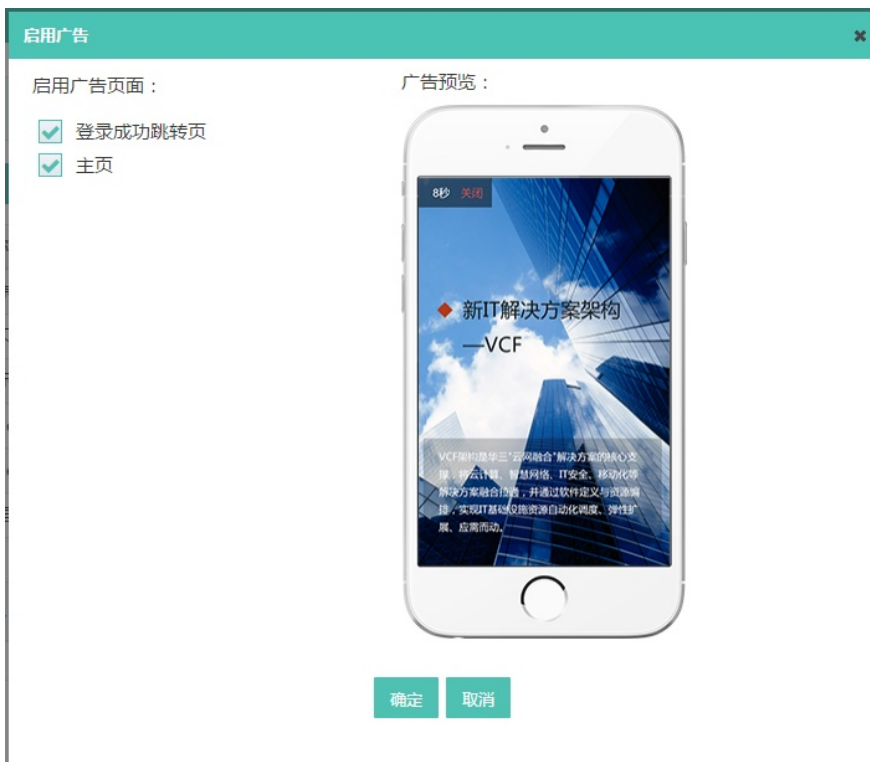 启用广告
启用广告页面：
登录成功跳转页
主页
广告预览：
8秒 关闭
新IT解决方案架构
—VCF
VCF架构是华三"云网融合"解决方案的核心支
撑，将云计算、智慧网络、IT安全、移动化等
解决方案融合拉通，并通过软件定义与资源编
排，实现IT基础设施资源自动化调度、弹性扩
展、应需而动。
确定 取消